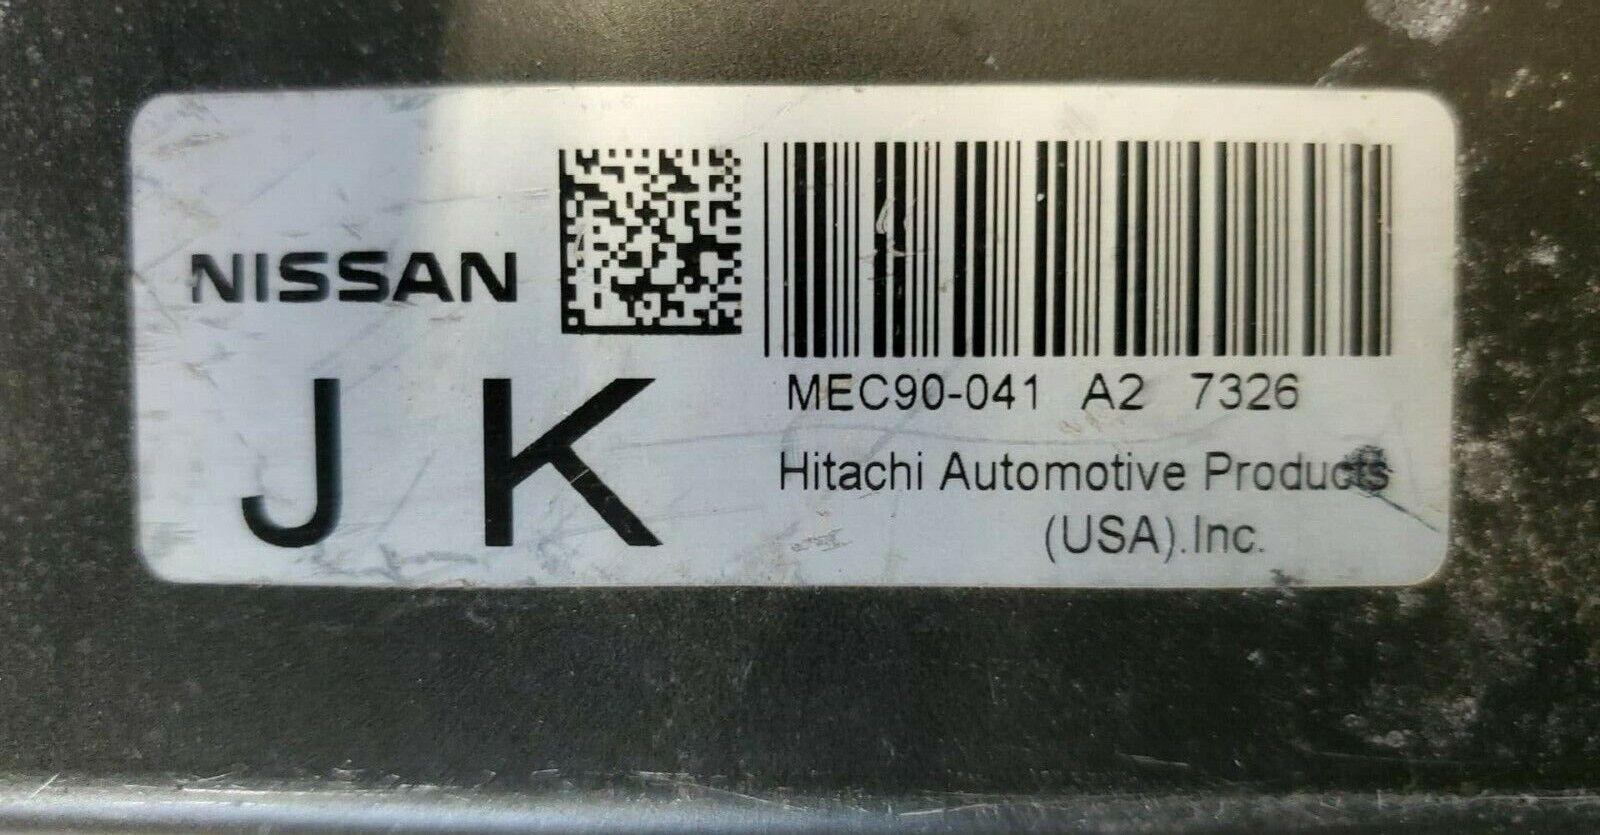 NISSAN
J K
MEC90-041 A2 7326
Hitachi Automotive Products
(USA).Inc.